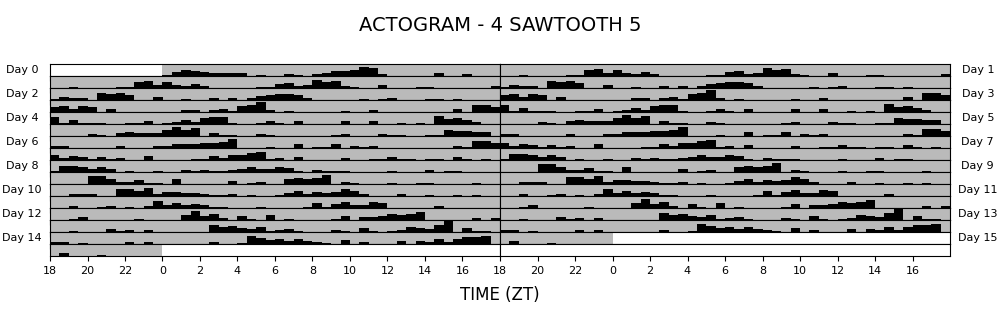 ACTOGRAM - 4 SAWTOOTH 5
Day 0 Day 1
Day 2 Day 3
Day 4 Day 5
Day 6 Day 7
Day 8 Day 9
Day 10 Day 11
Day 12 Day 13
Day 14 Day 15
18 20 22 0 2 4 6 8 10 12 14 16 18 20 22 0 2 4 6 8 10 12 14 16
TIME (ZT)